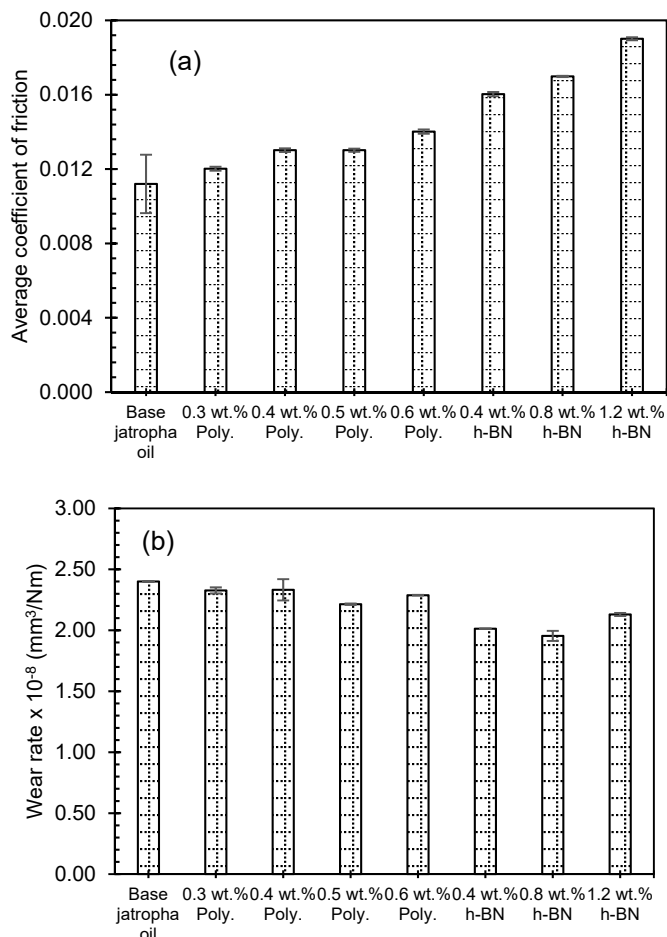 0.020
0.016
0.012
0.008
0.004
0.000
Average coefficient of friction
(a)
Base jatropha oil
0.3 wt.% Poly.
0.4 wt.% Poly.
0.5 wt.% Poly.
0.6 wt.% Poly.
0.4 wt.% h-BN
0.8 wt.% h-BN
1.2 wt.% h-BN
3.00
2.50
2.00
1.50
1.00
0.50
0.00
Wear rate x 10⁻⁸ (mm³/Nm)
(b)
Base jatropha oil
0.3 wt.% Poly.
0.4 wt.% Poly.
0.5 wt.% Poly.
0.6 wt.% Poly.
0.4 wt.% h-BN
0.8 wt.% h-BN
1.2 wt.% h-BN